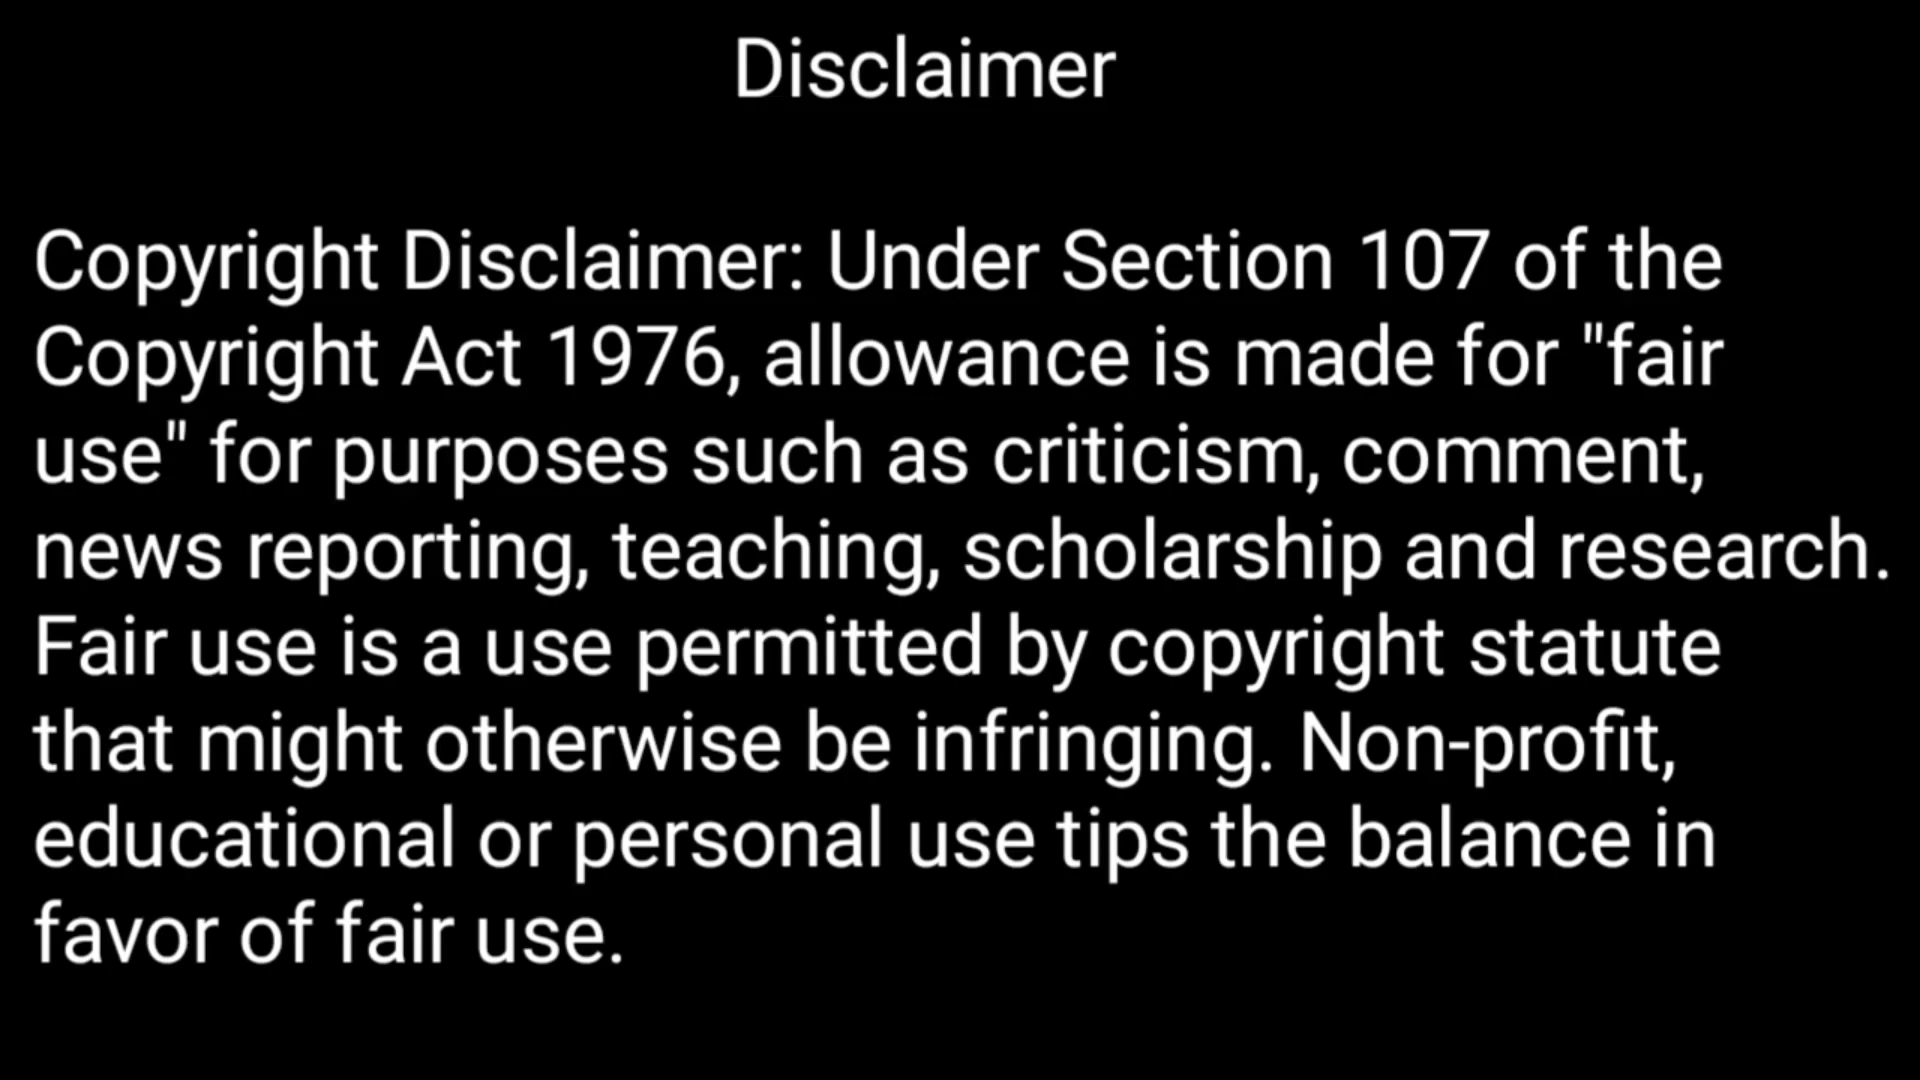 Disclaimer
Copyright Disclaimer: Under Section 107 of the
Copyright Act 1976, allowance is made for "fair
use" for purposes such as criticism, comment,
news reporting, teaching, scholarship and research.
Fair use is a use permitted by copyright statute
that might otherwise be infringing. Non-profit,
educational or personal use tips the balance in
favor of fair use.